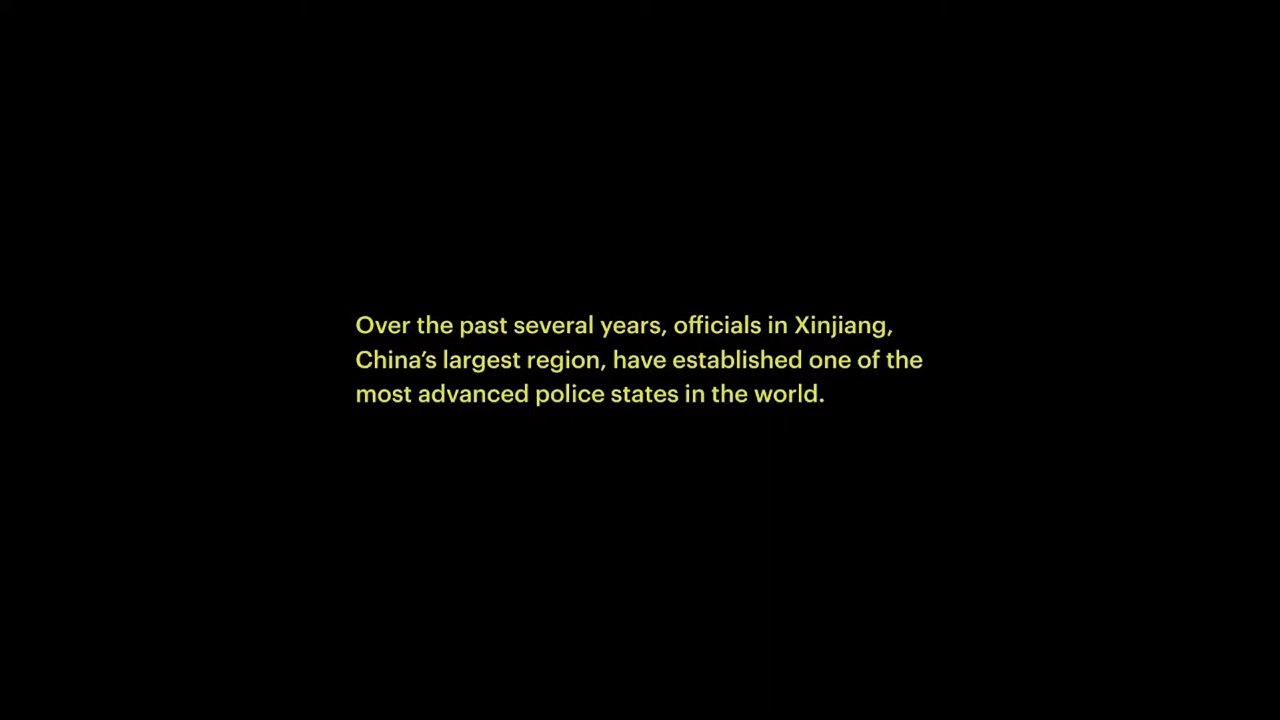 Over the past several years, officials in Xinjiang,
China’s largest region, have established one of the
most advanced police states in the world.